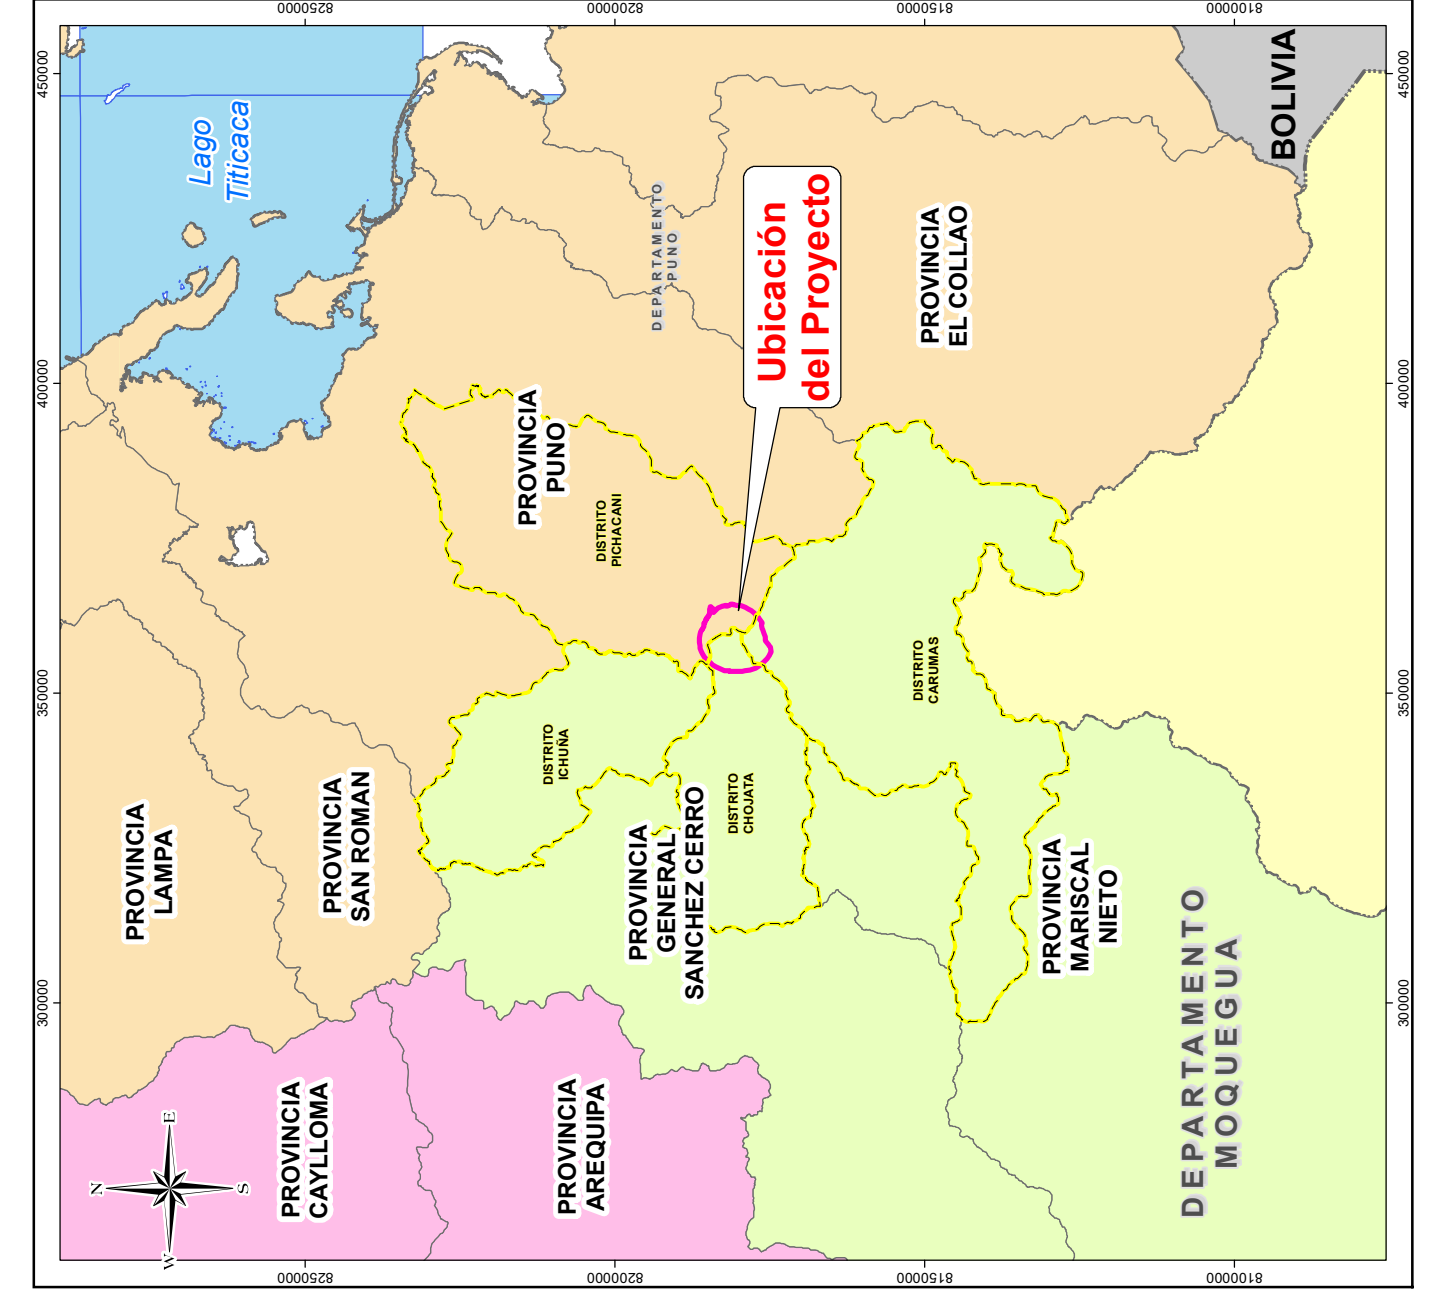 450000
400000
350000
300000
8250000
8200000
8150000
8100000
Lago
Titicaca
BOLIVIA
DEPARTAMENTO
PUNO
Ubicación
del Proyecto
PROVINCIA
EL COLLAO
PROVINCIA
PUNO
DISTRITO
PICHACANI
DISTRITO
CARUMAS
DISTRITO
ICHUÑA
DISTRITO
CHOJATA
PROVINCIA
LAMPA
PROVINCIA
SAN ROMAN
PROVINCIA
GENERAL
SANCHEZ CERRO
PROVINCIA
MARISCAL
NIETO
DEPARTAMENTO
MOQUEGUA
PROVINCIA
CAYLLOMA
PROVINCIA
AREQUIPA
N
W
E
S
450000
400000
350000
300000
8250000
8200000
8150000
8100000